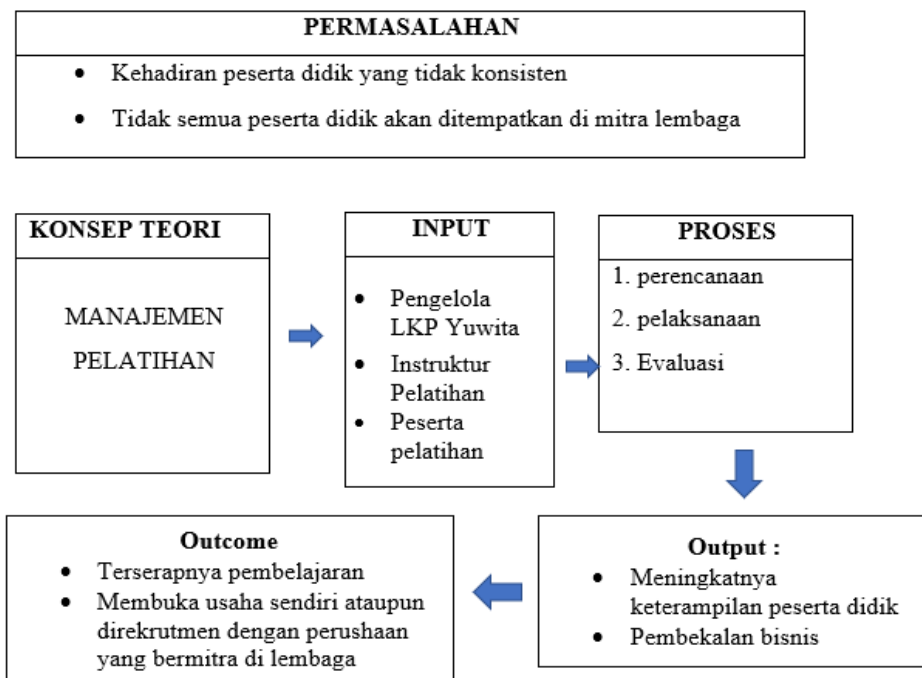 PERMASALAHAN
• Kehadiran peserta didik yang tidak konsisten
• Tidak semua peserta didik akan ditempatkan di mitra lembaga
KONSEP TEORI
MANAJEMEN
PELATIHAN
INPUT
• Pengelola
LKP Yuwita
• Instruktur
Pelatihan
• Peserta
pelatihan
PROSES
1. perencanaan
2. pelaksanaan
3. Evaluasi
Output :
• Meningkatnya
keterampilan peserta didik
• Pembekalan bisnis
Outcome
• Terserapnya pembelajaran
• Membuka usaha sendiri ataupun
direkrutmen dengan perushaan
yang bermitra di lembaga